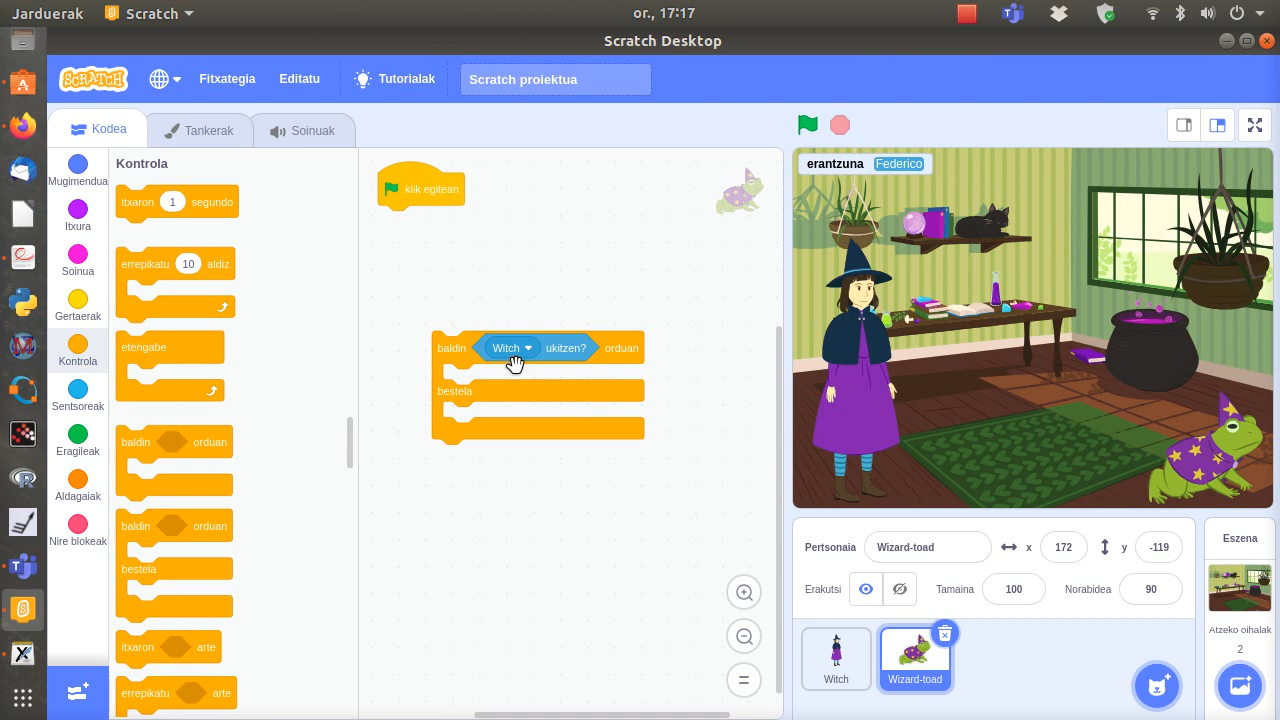 Jarduerak
Scratch
or., 17:17
Scratch Desktop
SCRATCH
Fitxategia
Editatu
Tutorialak
Scratch proiektua
Kodea
Tankerak
Soinuak
Mugimendua
Itxura
Soinua
Gertaerak
Kontrola
Sentsoreak
Eragileak
Aldagaiak
Nire blokeak
Kontrola
itxaron 1 segundo
errepikatu 10 aldiz
etengabe
baldin orduan
baldin orduan
bestela
itxaron arte
errepikatu arte
klik egitean
baldin Witch ukitzen? orduan
bestela
erantzuna Federico
Pertsonaia Wizard-toad x 172 y -119
Erakutsi Tamaina 100 Norabidea 90
Witch
Wizard-toad
Eszena
Atzeko oihalak
2